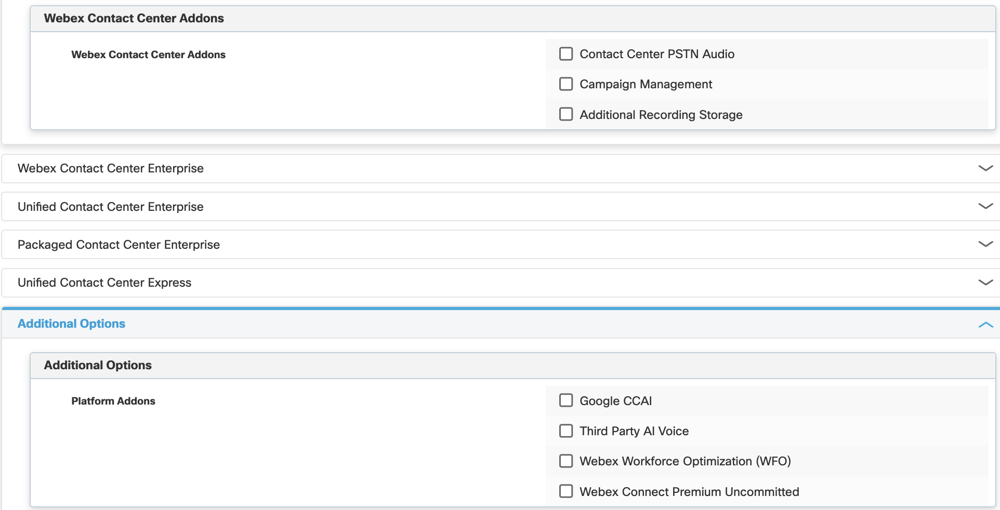 Webex Contact Center Addons
Webex Contact Center Addons
Contact Center PSTN Audio
Campaign Management
Additional Recording Storage
Webex Contact Center Enterprise
Unified Contact Center Enterprise
Packaged Contact Center Enterprise
Unified Contact Center Express
Additional Options
Additional Options
Platform Addons
Google CCAI
Third Party AI Voice
Webex Workforce Optimization (WFO)
Webex Connect Premium Uncommitted